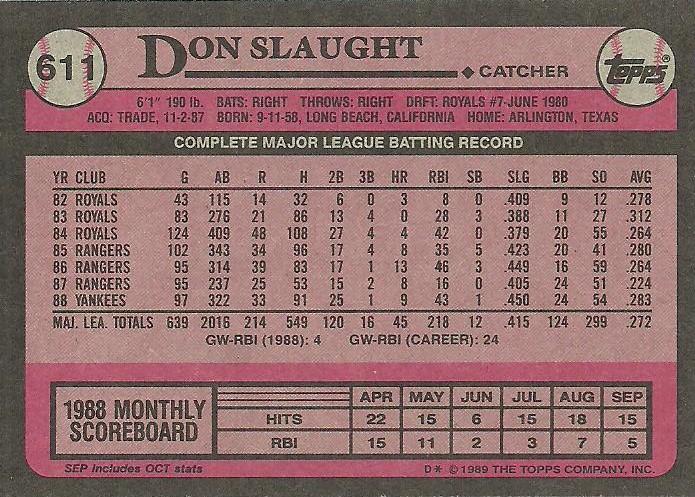 611 DON SLAUGHT CATCHER topps®
6'1" 190 lb. BATS: RIGHT THROWS: RIGHT DRFT: ROYALS #7-JUNE 1980
ACQ: TRADE, 11-2-87 BORN: 9-11-58, LONG BEACH, CALIFORNIA HOME: ARLINGTON, TEXAS
COMPLETE MAJOR LEAGUE BATTING RECORD
YR CLUB G AB R H 2B 3B HR RBI SB SLG BB SO AVG
82 ROYALS 43 115 14 32 6 0 3 8 0 .409 9 12 .278
83 ROYALS 83 276 21 86 13 4 0 28 3 .388 11 27 .312
84 ROYALS 124 409 48 108 27 4 4 42 0 .379 20 55 .264
85 RANGERS 102 343 34 96 17 4 8 35 5 .423 20 41 .280
86 RANGERS 95 314 39 83 17 1 13 46 3 .449 16 59 .264
87 RANGERS 95 237 25 53 15 2 8 16 0 .405 24 51 .224
88 YANKEES 97 322 33 91 25 1 9 43 1 .450 24 54 .283
MAJ. LEA. TOTALS 639 2016 214 549 120 16 45 218 12 .415 124 299 .272
GW-RBI (1988): 4 GW-RBI (CAREER): 24
1988 MONTHLY SCOREBOARD
APR MAY JUN JUL AUG SEP
HITS 22 15 6 15 18 15
RBI 15 11 2 3 7 5
SEP includes OCT stats D* © 1989 THE TOPPS COMPANY, INC.